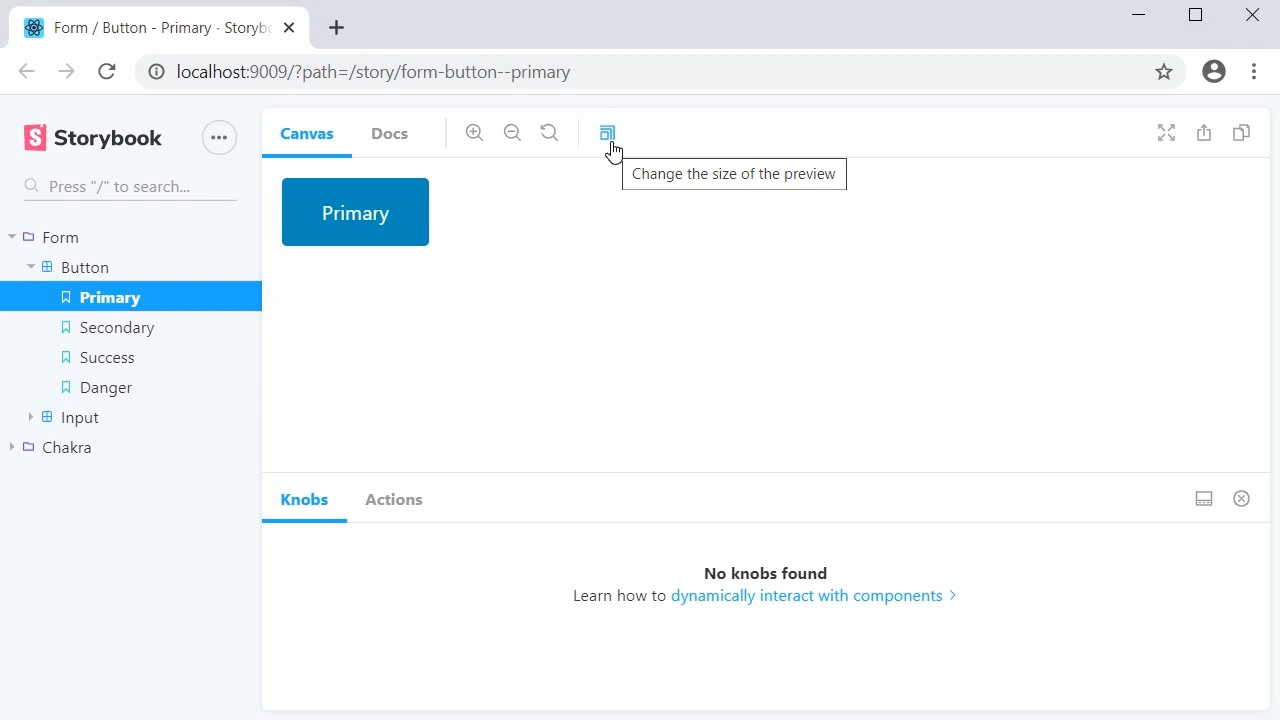 Form / Button - Primary · Storyb
localhost:9009/?path=/story/form-button--primary
S Storybook
Press "/" to search...
Form
Button
Primary
Secondary
Success
Danger
Input
Chakra
Canvas Docs
Change the size of the preview
Primary
Knobs Actions
No knobs found
Learn how to dynamically interact with components